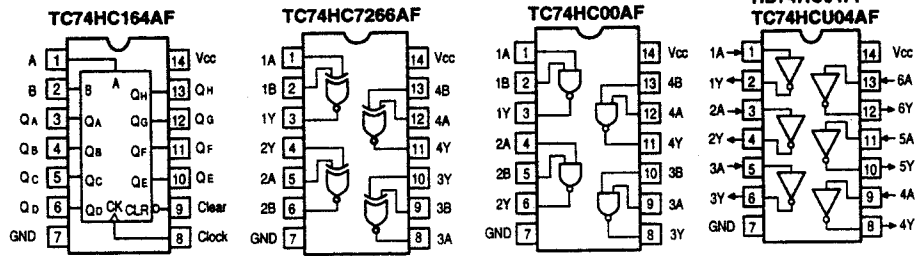 TC74HC164AF
A 1 A 14 Vcc
B 2 B QH 13 QH
QA 3 QA QG 12 QG
QB 4 QB QF 11 QF
QC 5 QC QE 10 QE
QD 6 QD CK CLR 9 Clear
GND 7 8 Clock
TC74HC7266AF
1A 1 14 Vcc
1B 2 13 4B
1Y 3 12 4A
2Y 4 11 4Y
2A 5 10 3Y
2B 6 9 3B
GND 7 8 3A
TC74HC00AF
1A 1 14 Vcc
1B 2 13 4B
1Y 3 12 4A
2A 4 11 4Y
2B 5 10 3B
2Y 6 9 3A
GND 7 8 3Y
TC74HCU04AF
1A 1 14 Vcc
1Y 2 13 6A
2A 3 12 6Y
2Y 4 11 5A
3A 5 10 5Y
3Y 6 9 4A
GND 7 8 4Y